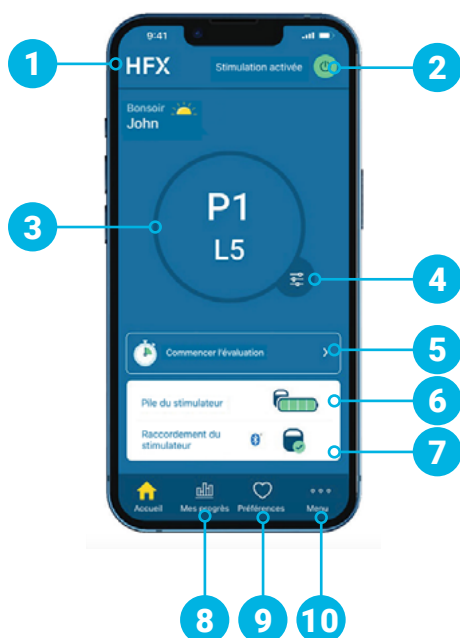 9:41
1
HFX
Stimulation activée
2
Bonsoir
John
3
P1
L5
4
Commencer l'évaluation
5
Pile du stimulateur
6
Raccordement du
stimulateur
7
Accueil
Mes progrès
Préférences
Menu
8
9
10